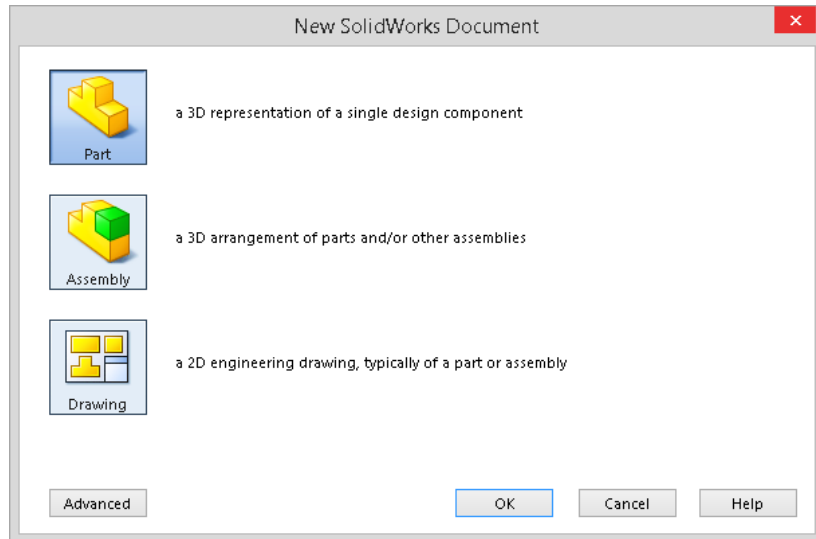 New SolidWorks Document
Part
a 3D representation of a single design component
Assembly
a 3D arrangement of parts and/or other assemblies
Drawing
a 2D engineering drawing, typically of a part or assembly
Advanced
OK
Cancel
Help